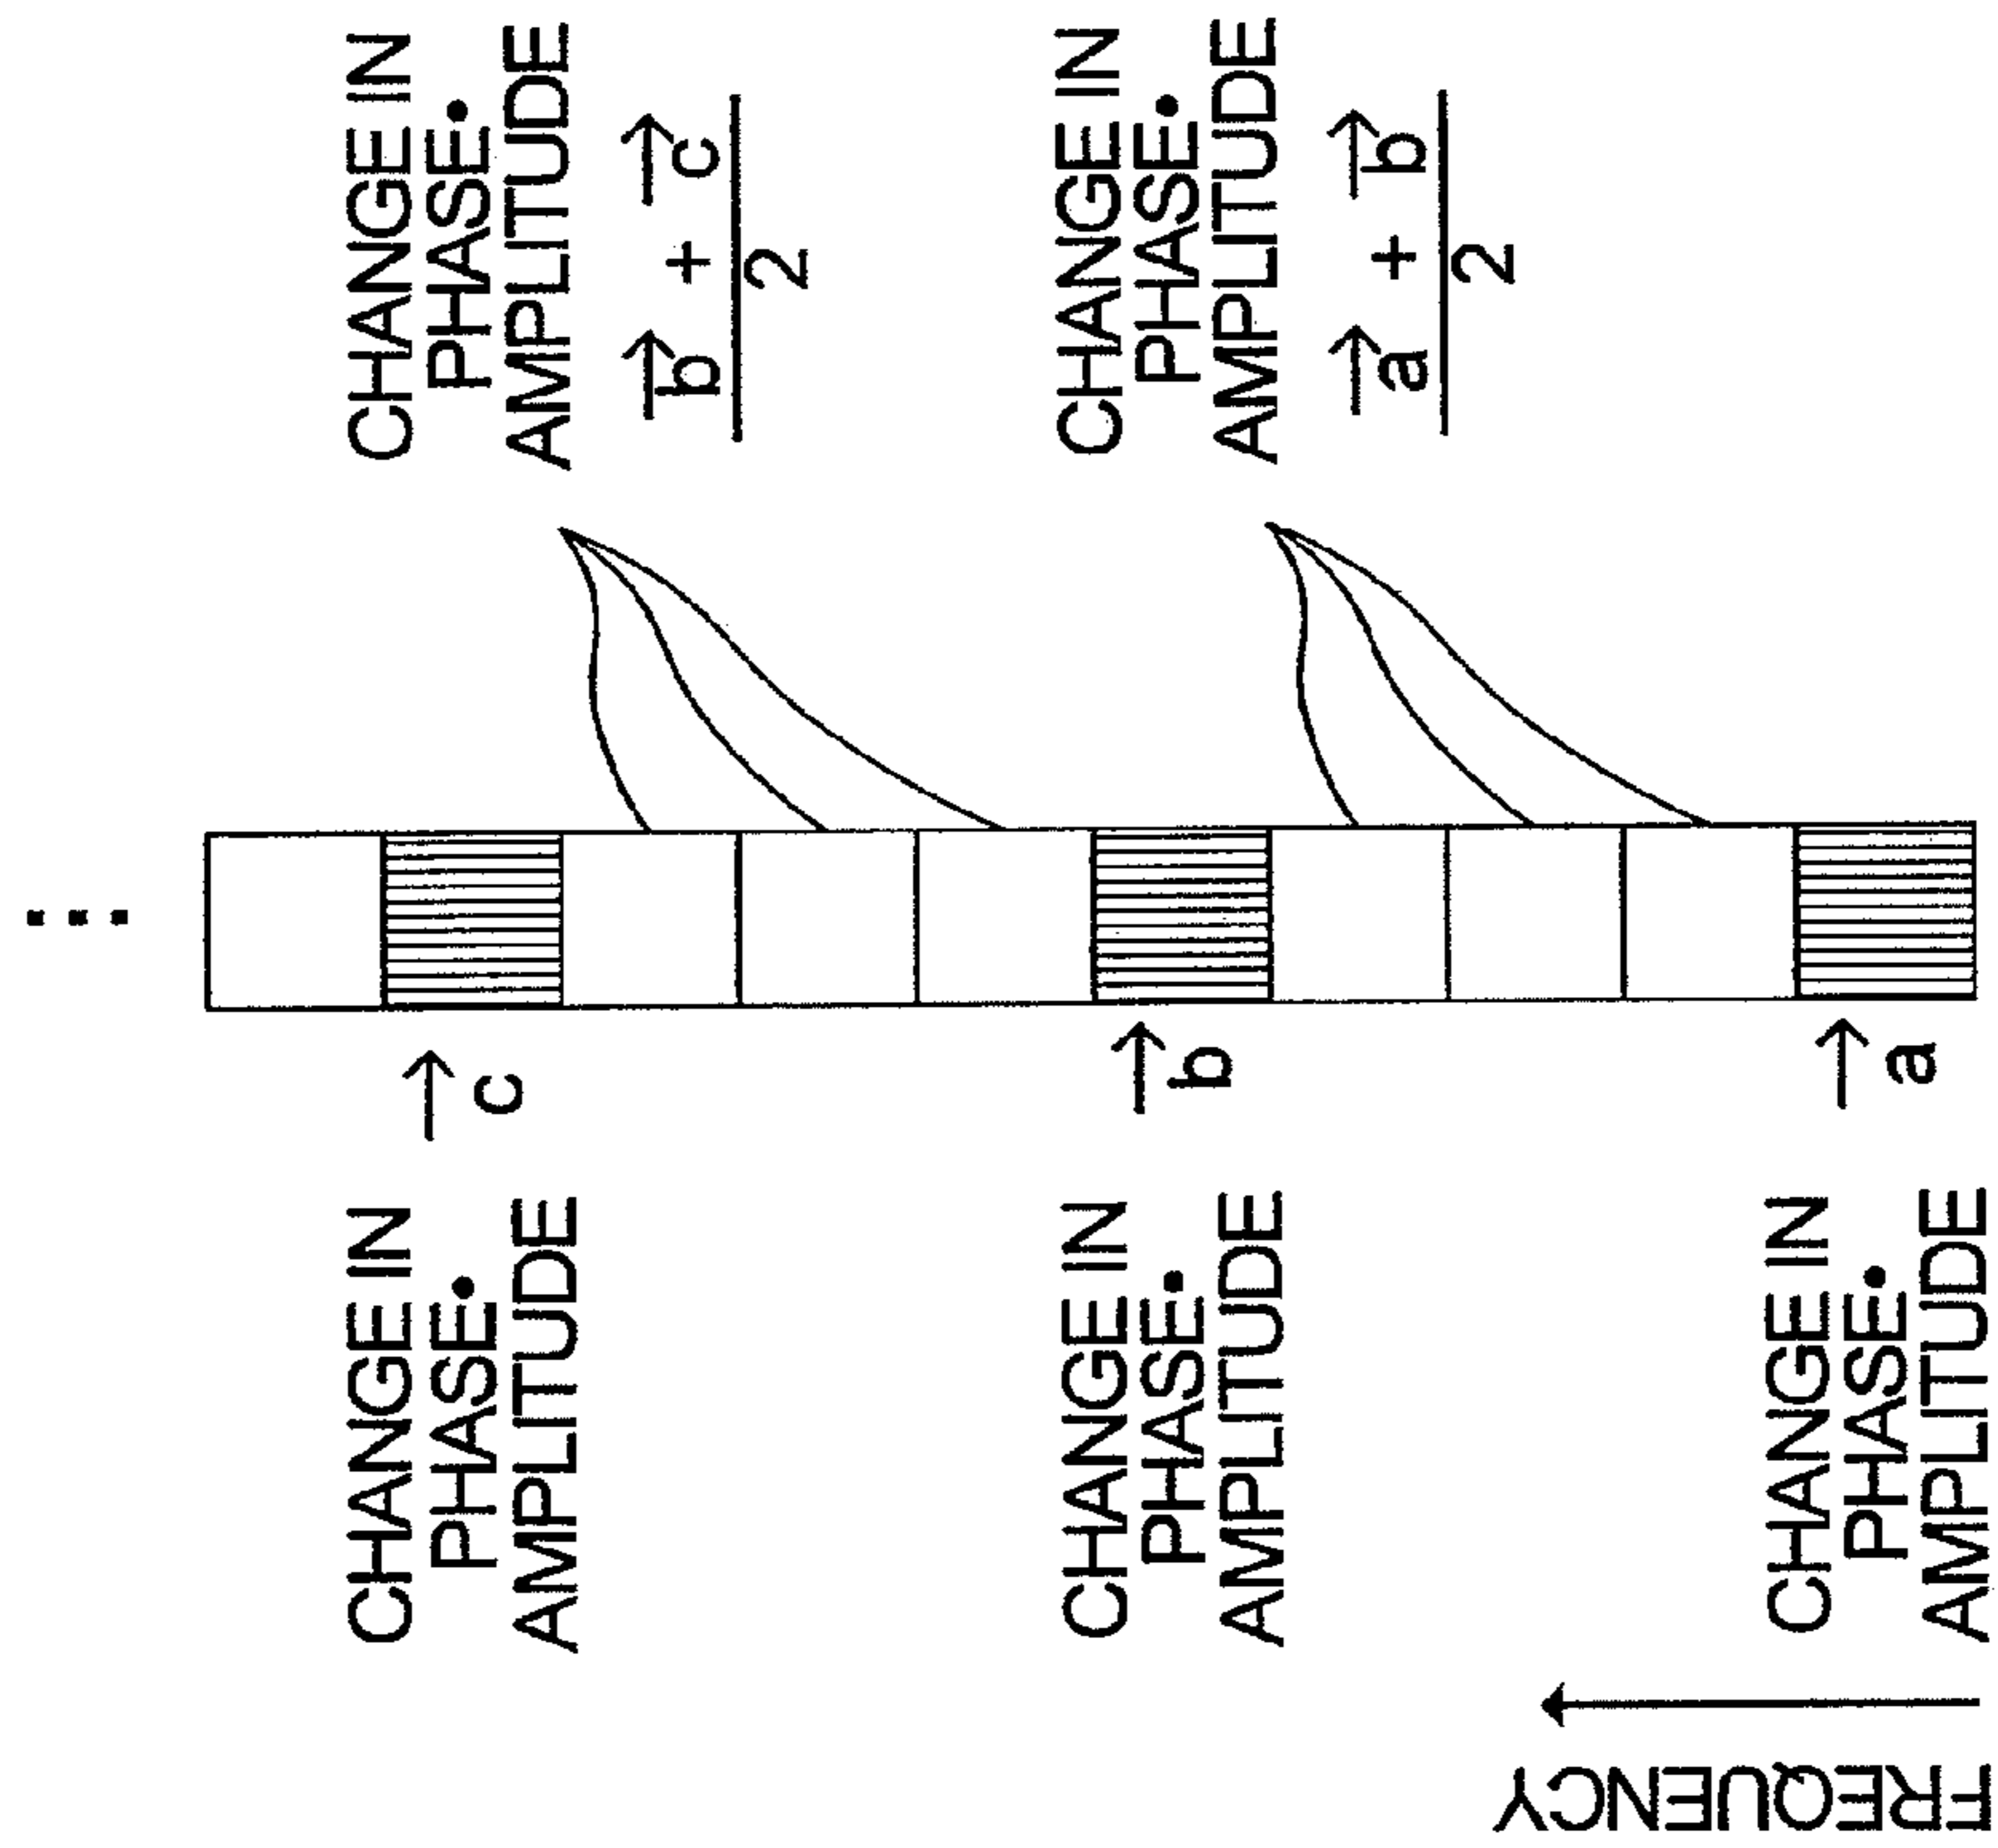 CHANGE IN
PHASE•
AMPLITUDE
→c
CHANGE IN
PHASE•
AMPLITUDE
→b + →c
2
CHANGE IN
PHASE•
AMPLITUDE
→b
CHANGE IN
PHASE•
AMPLITUDE
→a + →b
2
CHANGE IN
PHASE•
AMPLITUDE
→a
FREQUENCY